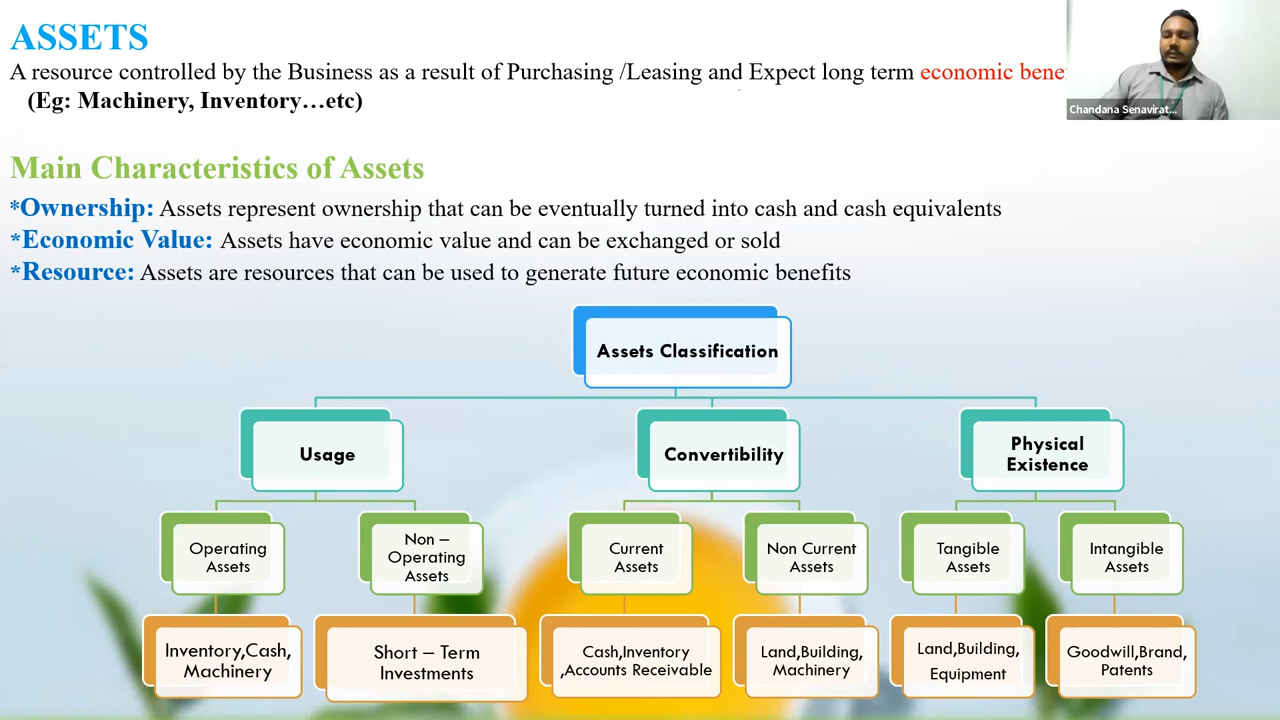 ASSETS
A resource controlled by the Business as a result of Purchasing /Leasing and Expect long term economic
(Eg: Machinery, Inventory…etc)
Chandana Senavirat...
Main Characteristics of Assets
*Ownership: Assets represent ownership that can be eventually turned into cash and cash equivalents
*Economic Value: Assets have economic value and can be exchanged or sold
*Resource: Assets are resources that can be used to generate future economic benefits
Assets Classification
Usage
Convertibility
Physical
Existence
Operating
Assets
Non –
Operating
Assets
Current
Assets
Non Current
Assets
Tangible
Assets
Intangible
Assets
Inventory,Cash,
Machinery
Short – Term
Investments
Cash,Inventory
,Accounts Receivable
Land,Building,
Machinery
Land,Building,
Equipment
Goodwill,Brand,
Patents